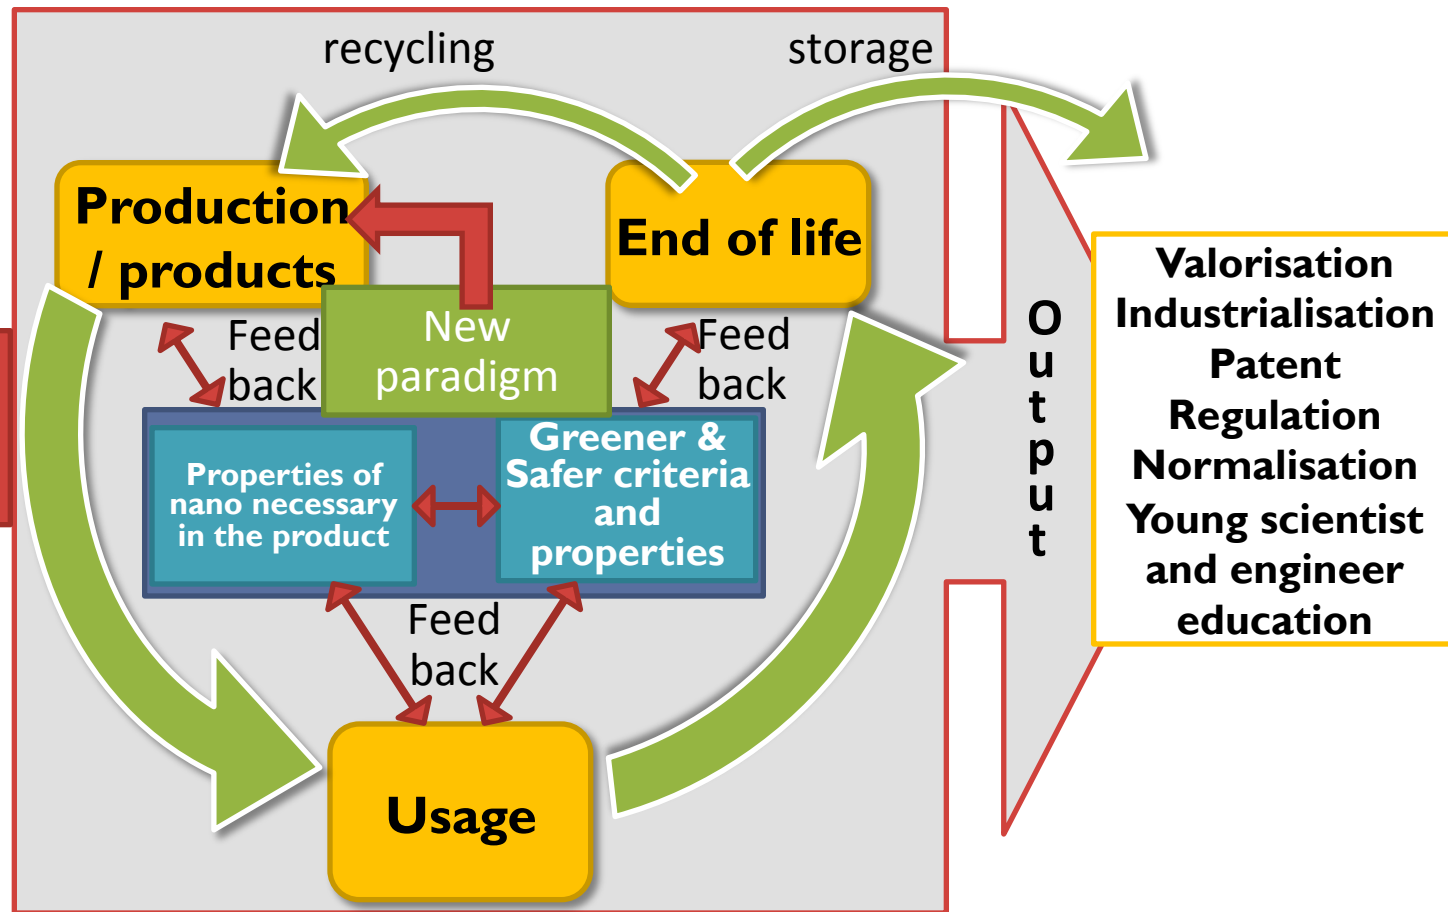 recycling
storage
Production
/ products
End of life
New
paradigm
Feed
back
Feed
back
Properties of
nano necessary
in the product
Greener &
Safer criteria
and
properties
Feed
back
Usage
Output
Valorisation
Industrialisation
Patent
Regulation
Normalisation
Young scientist
and engineer
education